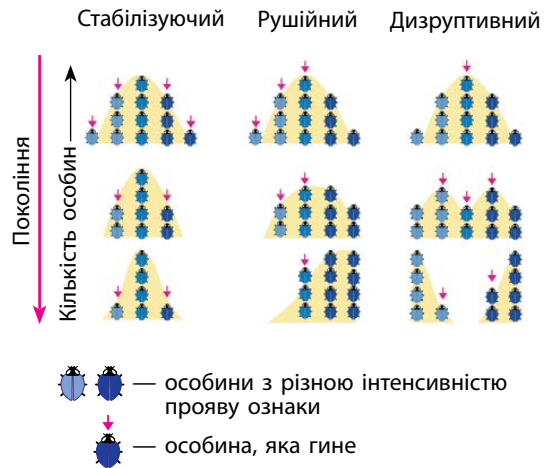 Стабілізуючий
Рушійний
Дизруптивний
Покоління
Кількість особин
— особини з різною інтенсивністю
прояву ознаки
— особина, яка гине